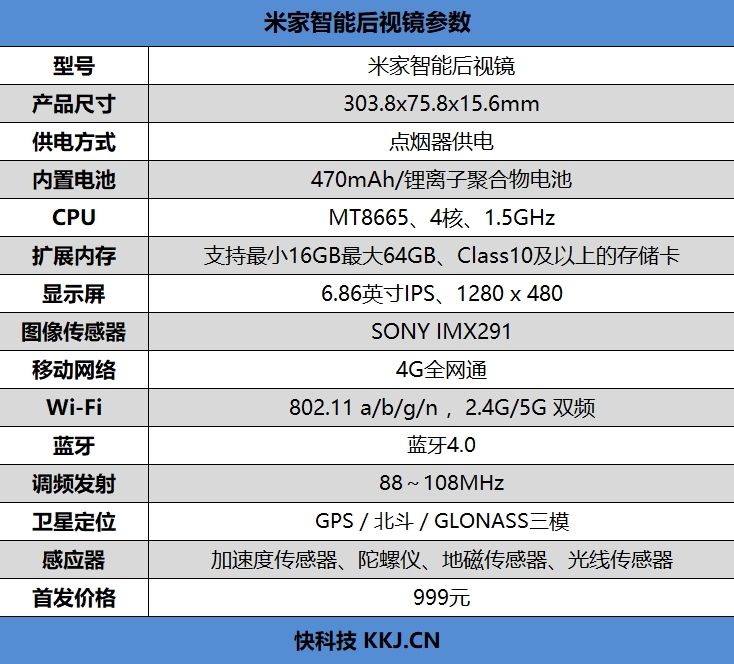 米家智能后视镜参数
型号 米家智能后视镜
产品尺寸 303.8x75.8x15.6mm
供电方式 点烟器供电
内置电池 470mAh/锂离子聚合物电池
CPU MT8665、4核、1.5GHz
扩展内存 支持最小16GB最大64GB、Class10及以上的存储卡
显示屏 6.86英寸IPS、1280 x 480
图像传感器 SONY IMX291
移动网络 4G全网通
Wi-Fi 802.11 a/b/g/n ，2.4G/5G 双频
蓝牙 蓝牙4.0
调频发射 88～108MHz
卫星定位 GPS / 北斗 / GLONASS三模
感应器 加速度传感器、陀螺仪、地磁传感器、光线传感器
首发价格 999元
快科技 KKJ.CN